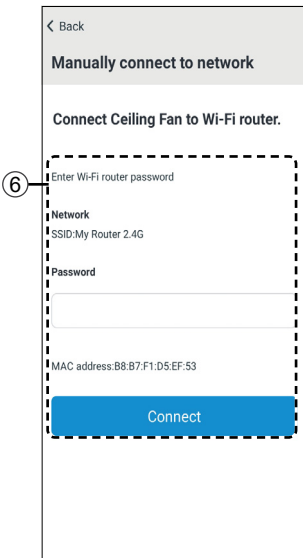 Back
Manually connect to network
Connect Ceiling Fan to Wi-Fi router.
⑥
Enter Wi-Fi router password
Network
SSID:My Router 2.4G
Password
MAC address:B8:B7:F1:D5:EF:53
Connect